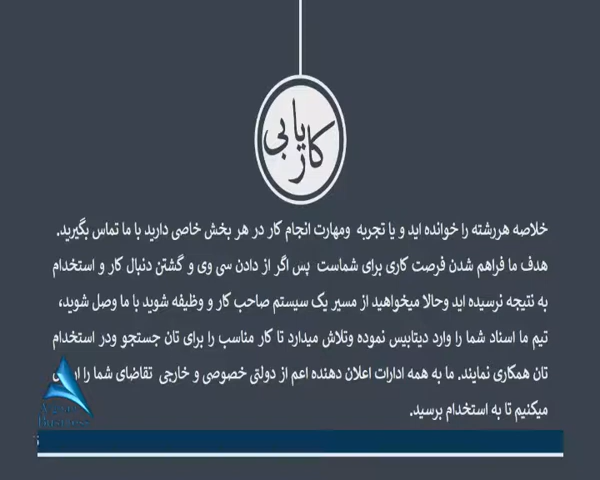 کاریابی
خلاصه هررشته را خوانده اید و یا تجربه ومهارت انجام کار در هر بخش خاصی دارید با ما تماس بگیرید.
هدف ما فراهم شدن فرصت کاری برای شماست پس اگر از دادن سی وی و گشتن دنبال کار و استخدام
به نتیجه نرسیده اید وحالا میخواهید از مسیر یک سیستم صاحب کار و وظیفه شوید با ما وصل شوید،
تیم ما اسناد شما را وارد دیتابیس نموده وتلاش میدارد تا کار مناسب را برای تان جستجو ودر استخدام
تان همکاری نمایند. ما به همه ادارات اعلان دهنده اعم از دولتی خصوصی و خارجی تقاضای شما را
میکنیم تا به استخدام برسید.
Business